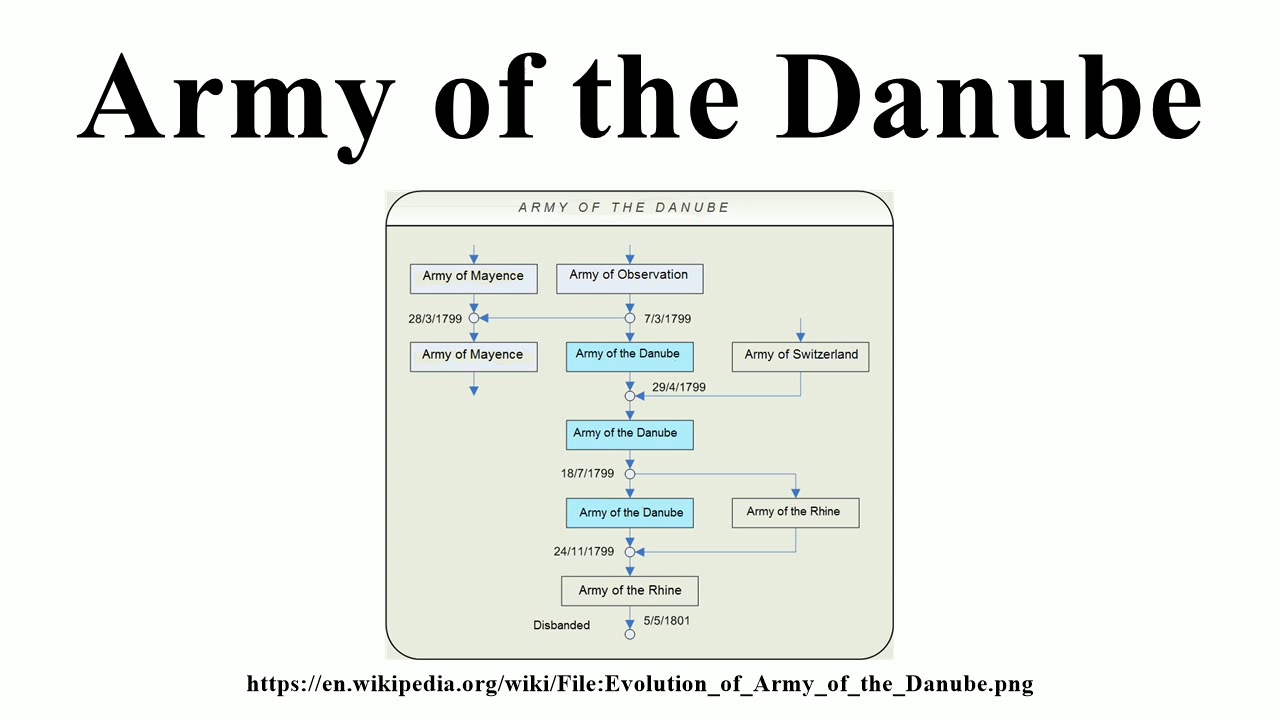 Army of the Danube
ARMY OF THE DANUBE
Army of Mayence
Army of Observation
28/3/1799
7/3/1799
Army of Mayence
Army of the Danube
Army of Switzerland
29/4/1799
Army of the Danube
18/7/1799
Army of the Danube
Army of the Rhine
24/11/1799
Army of the Rhine
Disbanded
5/5/1801
https://en.wikipedia.org/wiki/File:Evolution_of_Army_of_the_Danube.png